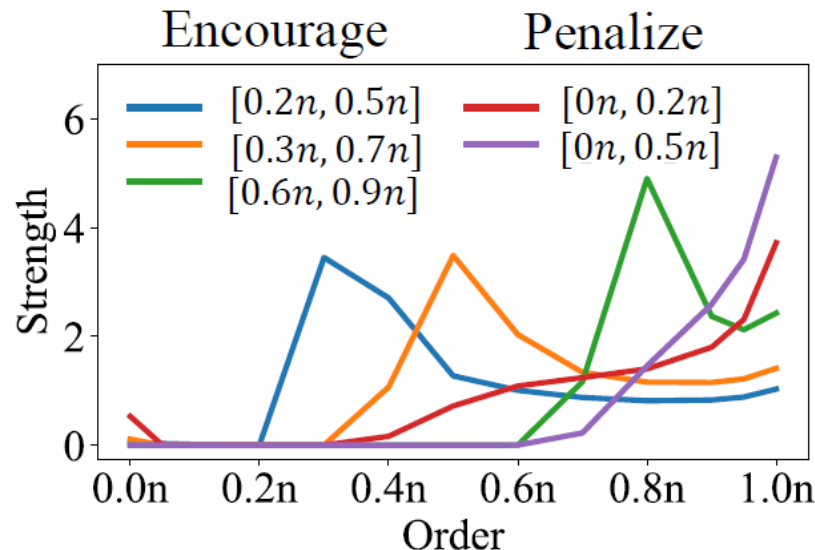 Encourage Penalize
[0.2n, 0.5n] [0n, 0.2n]
[0.3n, 0.7n] [0n, 0.5n]
[0.6n, 0.9n]
6
4
2
0
Strength
0.0n 0.2n 0.4n 0.6n 0.8n 1.0n
Order